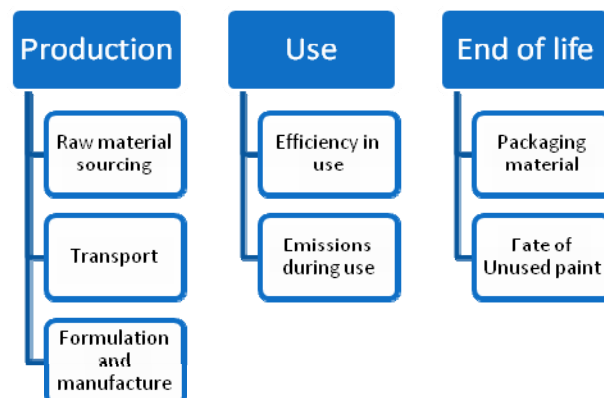 Production
Raw material
sourcing
Transport
Formulation
and
manufacture
Use
Efficiency in
use
Emissions
during use
End of life
Packaging
material
Fate of
Unused paint